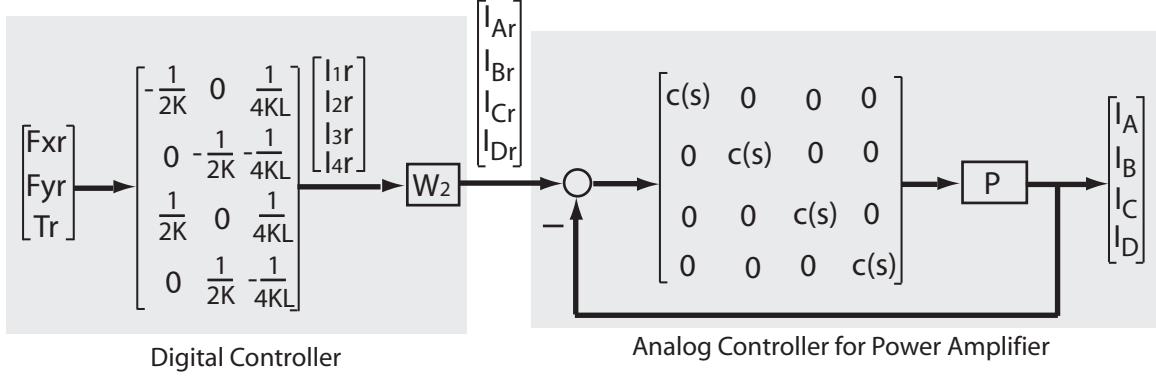 Fxr
Fyr
Tr
-1/2K 0 1/4KL
0 -1/2K -1/4KL
1/2K 0 1/4KL
0 1/2K -1/4KL
I1r
I2r
I3r
I4r
W2
IAr
IBr
ICr
IDr
−
c(s) 0 0 0
0 c(s) 0 0
0 0 c(s) 0
0 0 0 c(s)
P
IA
IB
IC
ID
Digital Controller
Analog Controller for Power Amplifier